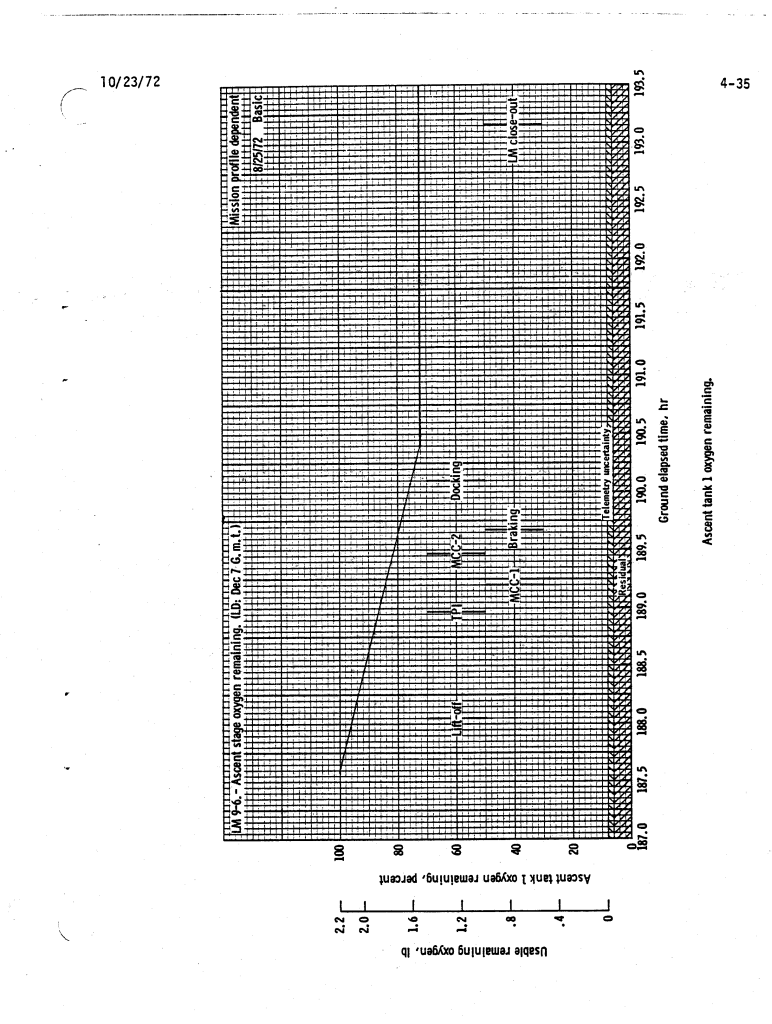 10/23/72
4-35
LM 9-6. - Ascent stage oxygen remaining. (LD: Dec 7 G.m.t.)
Mission profile dependent
8/25/72 Basic
Usable remaining oxygen, lb
2.2
2.0
1.6
1.2
.8
.4
0
Ascent tank 1 oxygen remaining, percent
100
80
60
40
20
0
Lift-off
TPI
MCC-1
MCC-2
Braking
Docking
LM close-out
Residual
Telemetry uncertainty
187.0 187.5 188.0 188.5 189.0 189.5 190.0 190.5 191.0 191.5 192.0 192.5 193.0 193.5
Ground elapsed time, hr
Ascent tank 1 oxygen remaining.